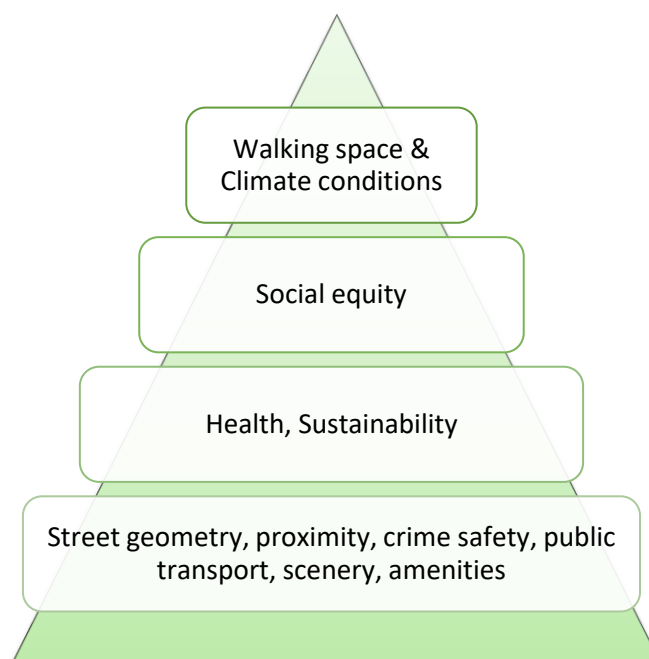 Walking space &
Climate conditions
Social equity
Health, Sustainability
Street geometry, proximity, crime safety, public
transport, scenery, amenities